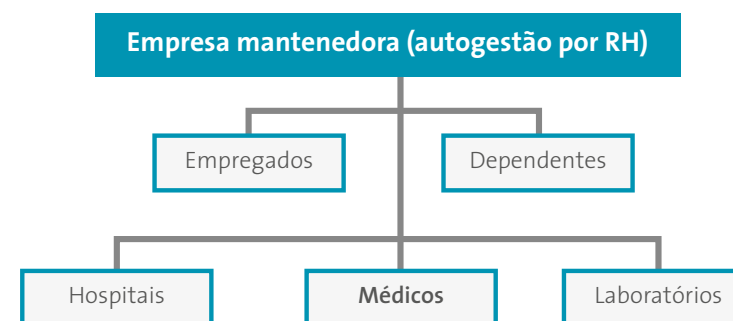 Empresa mantenedora (autogestão por RH)
Empregados
Dependentes
Hospitais
Médicos
Laboratórios